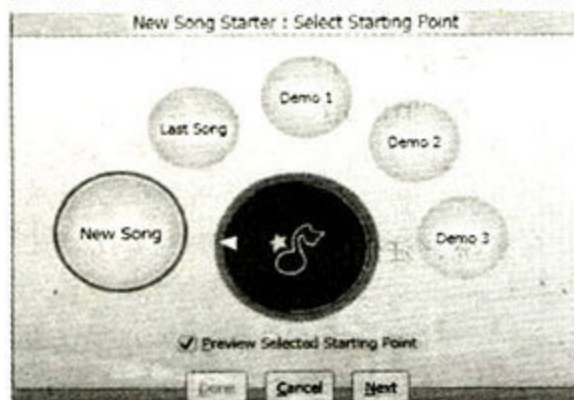 New Song Starter : Select Starting Point
Demo 1
Last Song
Demo 2
New Song
Demo 3
Preview Selected Starting Point
Done Cancel Next